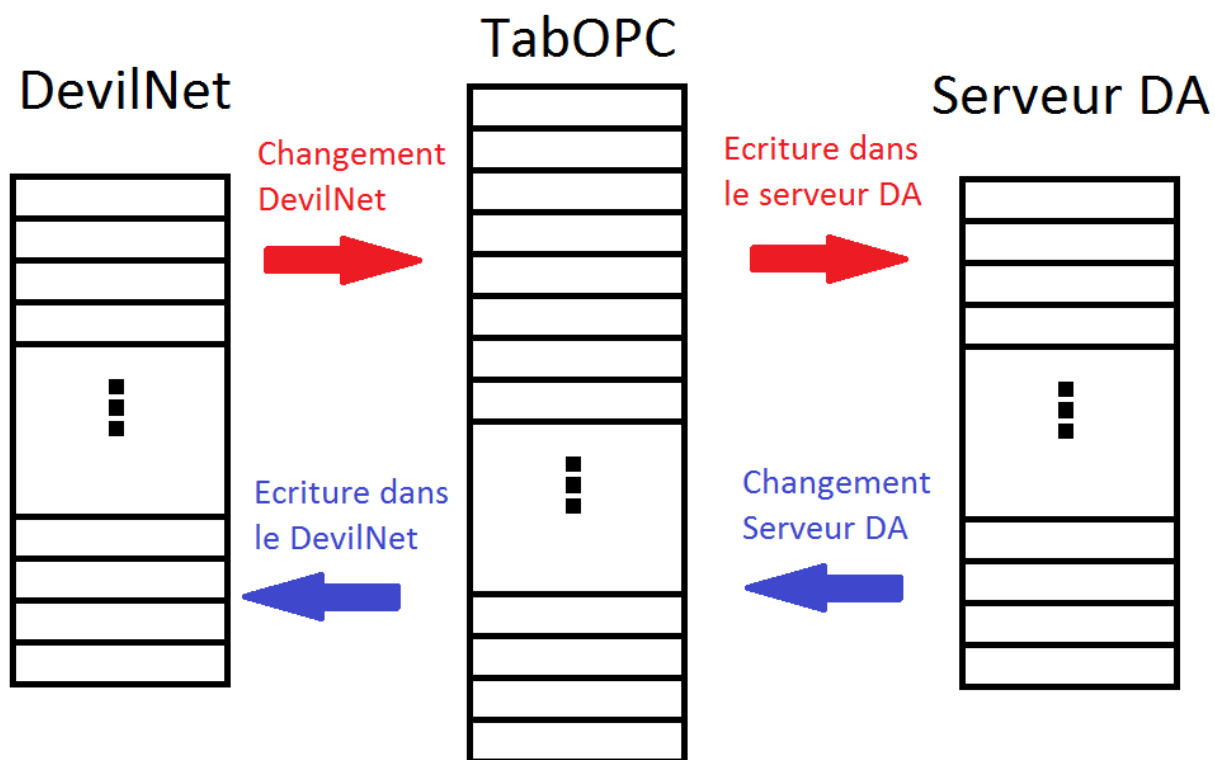 TabOPC
DevilNet
Serveur DA
Changement
DevilNet
Ecriture dans
le serveur DA
Ecriture dans
le DevilNet
Changement
Serveur DA